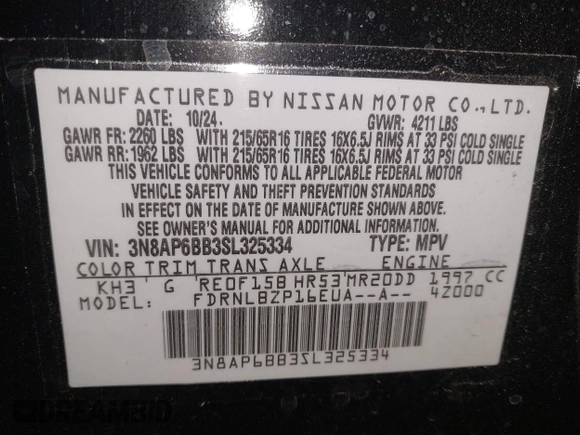 MANUFACTURED BY NISSAN MOTOR CO.,LTD.
DATE: 10/24. GVWR: 4211 LBS
GAWR FR: 2260 LBS WITH 215/65R16 TIRES 16X6.5J RIMS AT 33 PSI COLD SINGLE
GAWR RR: 1962 LBS WITH 215/65R16 TIRES 16X6.5J RIMS AT 33 PSI COLD SINGLE
THIS VEHICLE CONFORMS TO ALL APPLICABLE FEDERAL MOTOR
VEHICLE SAFETY AND THEFT PREVENTION STANDARDS
IN EFFECT ON THE DATE OF MANUFACTURE SHOWN ABOVE.
SEE OWNER'S MANUAL FOR ADDITIONAL INFORMATION.
VIN: 3N8AP6BB3SL325334 TYPE: MPV
COLOR TRIM TRANS AXLE ENGINE
KH3 G RE0F15B HR53 MR20DD 1997 CC
MODEL: FDRNLBZP16EUA--A-- 4Z000
3N8AP6BB3SL325334
DREAMBID